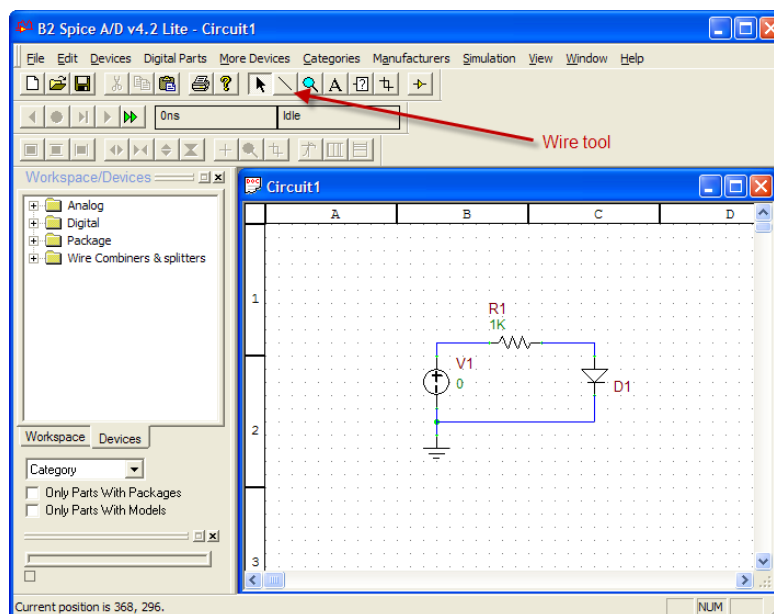 B2 Spice A/D v4.2 Lite - Circuit1
File Edit Devices Digital Parts More Devices Categories Manufacturers Simulation View Window Help
A
0ns Idle
Wire tool
Workspace/Devices
Analog
Digital
Package
Wire Combiners & splitters
Workspace Devices
Category
Only Parts With Packages
Only Parts With Models
Circuit1
A B C D
1
R1
1K
V1
0
D1
2
3
Current position is 368, 296.
NUM